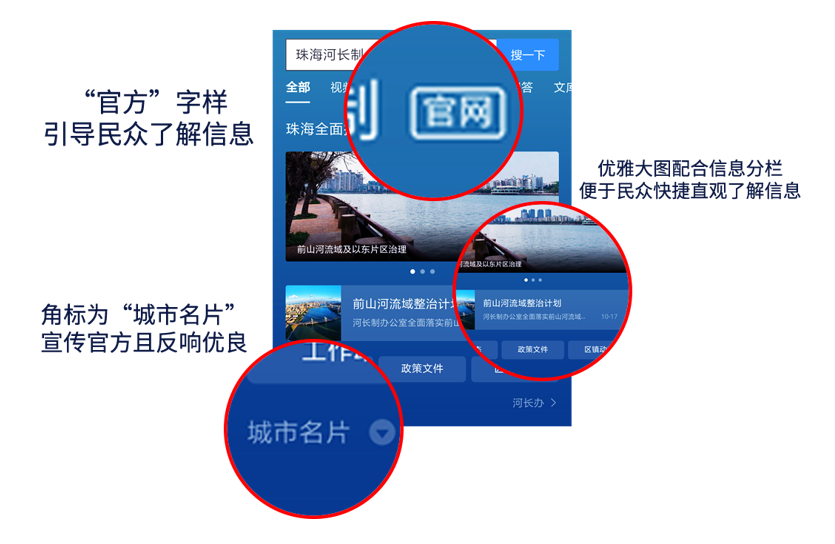 “官方”字样
引导民众了解信息
珠海河长制
搜一下
全部
答
文库
珠海全面
制 官网
优雅大图配合信息分栏
便于民众快捷直观了解信息
前山河流域及以东片区治理
河流域及以东片区治理
前山河流域整治计划
河长制办公室全面落实前山河流域... 10-17
政策文件
区镇动
角标为“城市名片”
宣传官方且反响优良
前山河流域整治计划
河长制办公室全面落实前山
工作
政策文件
河长办
城市名片